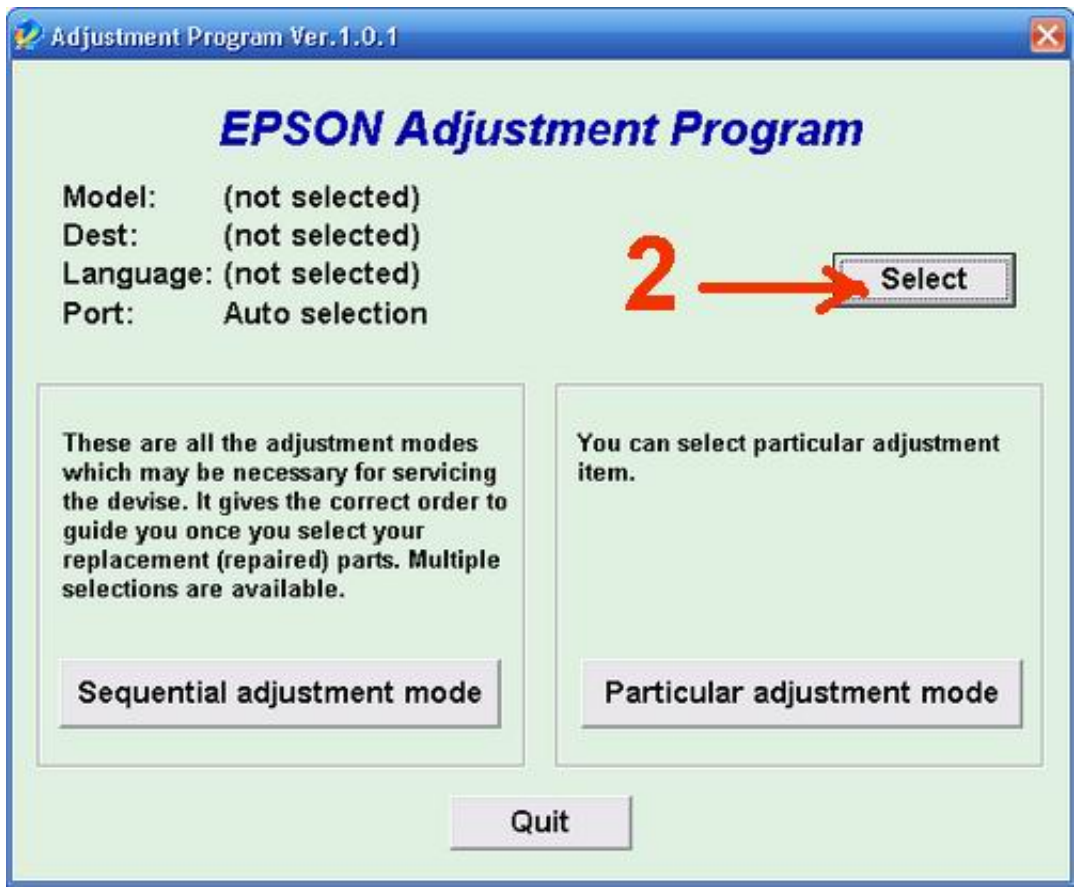 Adjustment Program Ver.1.0.1
EPSON Adjustment Program
Model: (not selected)
Dest: (not selected)
Language: (not selected)
Port: Auto selection
2
Select
These are all the adjustment modes
which may be necessary for servicing
the devise. It gives the correct order to
guide you once you select your
replacement (repaired) parts. Multiple
selections are available.
Sequential adjustment mode
You can select particular adjustment
item.
Particular adjustment mode
Quit